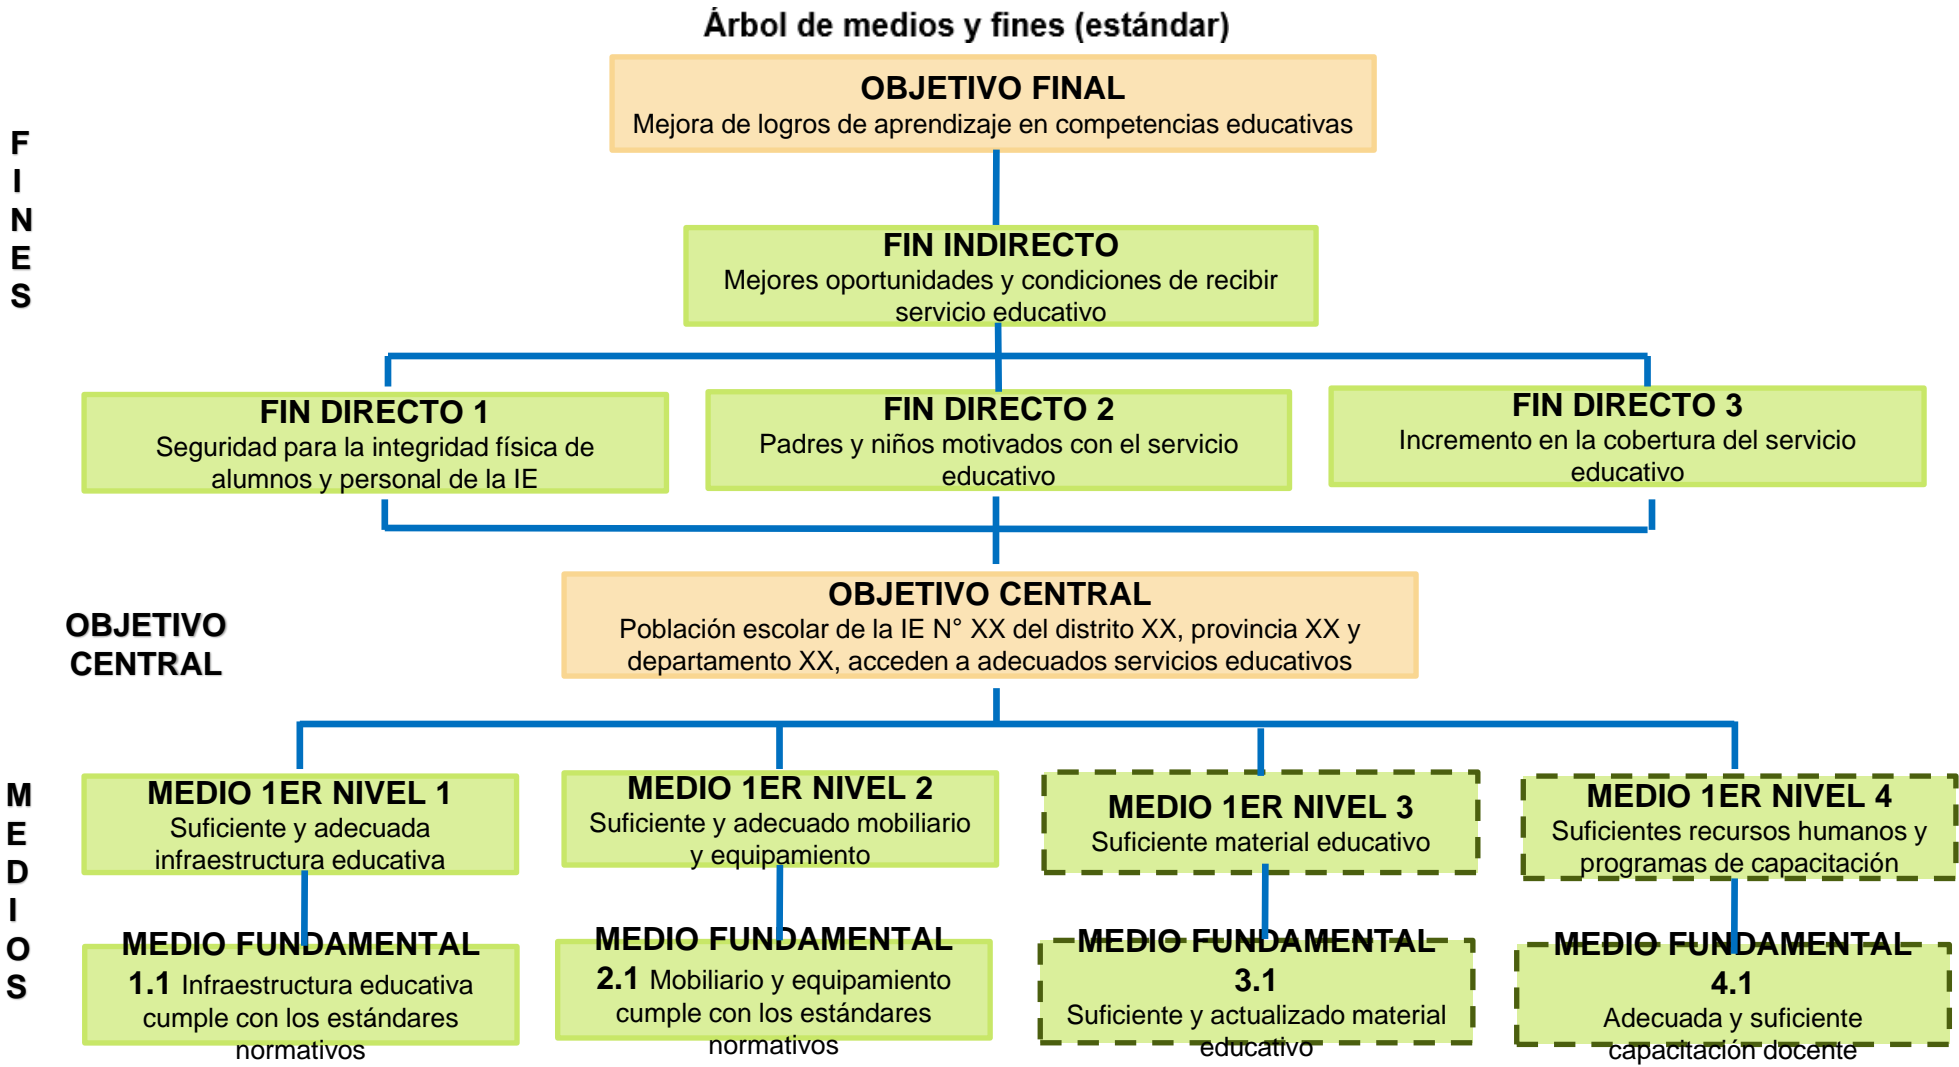 Árbol de medios y fines (estándar)
FINES
OBJETIVO FINAL
Mejora de logros de aprendizaje en competencias educativas
FIN INDIRECTO
Mejores oportunidades y condiciones de recibir
servicio educativo
FIN DIRECTO 1
Seguridad para la integridad física de
alumnos y personal de la IE
FIN DIRECTO 2
Padres y niños motivados con el servicio
educativo
FIN DIRECTO 3
Incremento en la cobertura del servicio
educativo
OBJETIVO
CENTRAL
OBJETIVO CENTRAL
Población escolar de la IE N° XX del distrito XX, provincia XX y
departamento XX, acceden a adecuados servicios educativos
MEDIOS
MEDIO 1ER NIVEL 1
Suficiente y adecuada
infraestructura educativa
MEDIO 1ER NIVEL 2
Suficiente y adecuado mobiliario
y equipamiento
MEDIO 1ER NIVEL 3
Suficiente material educativo
MEDIO 1ER NIVEL 4
Suficientes recursos humanos y
programas de capacitación
MEDIO FUNDAMENTAL
1.1 Infraestructura educativa
cumple con los estándares
normativos
MEDIO FUNDAMENTAL
2.1 Mobiliario y equipamiento
cumple con los estándares
normativos
MEDIO FUNDAMENTAL
3.1
Suficiente y actualizado material
educativo
MEDIO FUNDAMENTAL
4.1
Adecuada y suficiente
capacitación docente